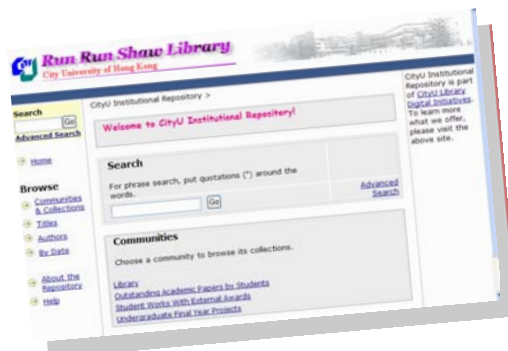 CityU
Run Run Shaw Library
City University of Hong Kong
Search
Go
Advanced Search
Home
Browse
Communities
& Collections
Titles
Authors
By Date
About the
Repository
Help
CityU Institutional Repository >
Welcome to CityU Institutional Repository!
Search
For phrase search, put quotations (") around the
words.
Go
Advanced
Search
Communities
Choose a community to browse its collections.
Library
Outstanding Academic Papers by Students
Student Works With External Awards
Undergraduate Final Year Projects
CityU Institutional
Repository is part
of CityU Library
Digital Initiatives.
To learn more
what we offer,
please visit the
above site.